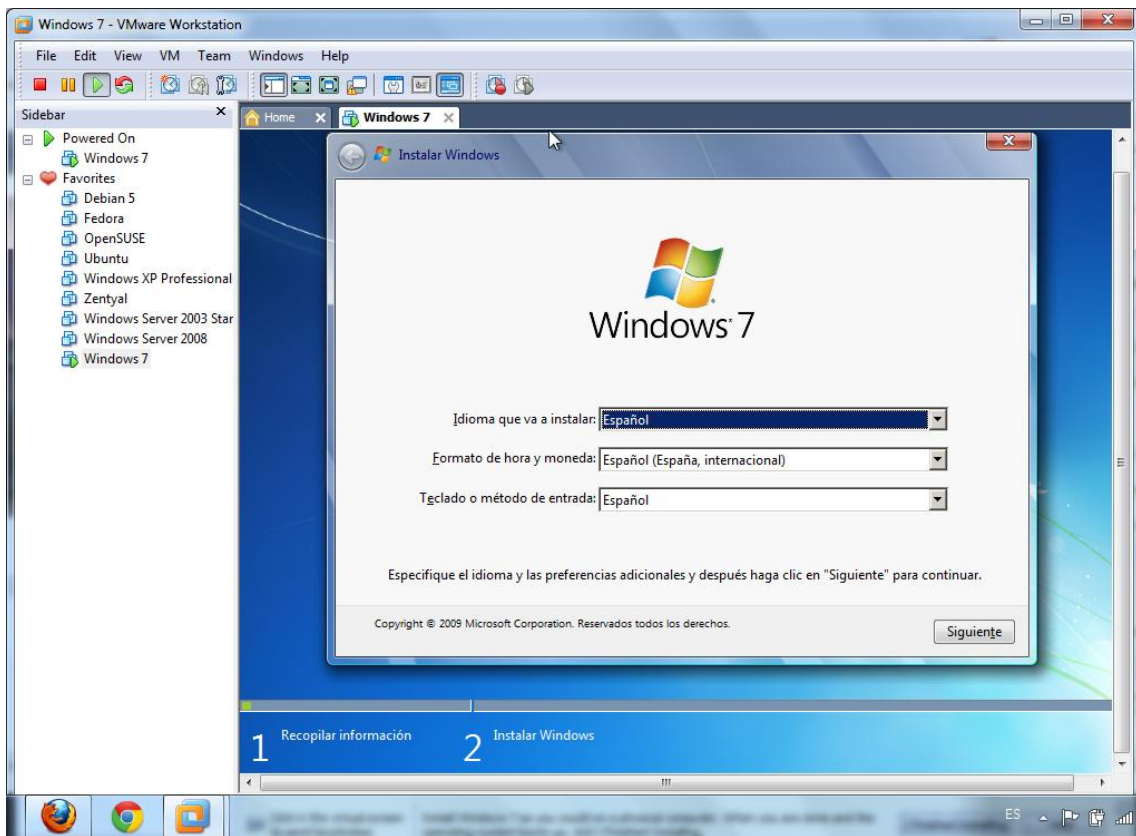 Windows 7 - VMware Workstation
File Edit View VM Team Windows Help
Sidebar
Home
Windows 7
Powered On
Windows 7
Favorites
Debian 5
Fedora
OpenSUSE
Ubuntu
Windows XP Professional
Zentyal
Windows Server 2003 Star
Windows Server 2008
Windows 7
Instalar Windows
Windows 7
Idioma que va a instalar: Español
Formato de hora y moneda: Español (España, internacional)
Teclado o método de entrada: Español
Especifique el idioma y las preferencias adicionales y después haga clic en "Siguiente" para continuar.
Copyright © 2009 Microsoft Corporation. Reservados todos los derechos.
Siguiente
1 Recopilar información
2 Instalar Windows
ES